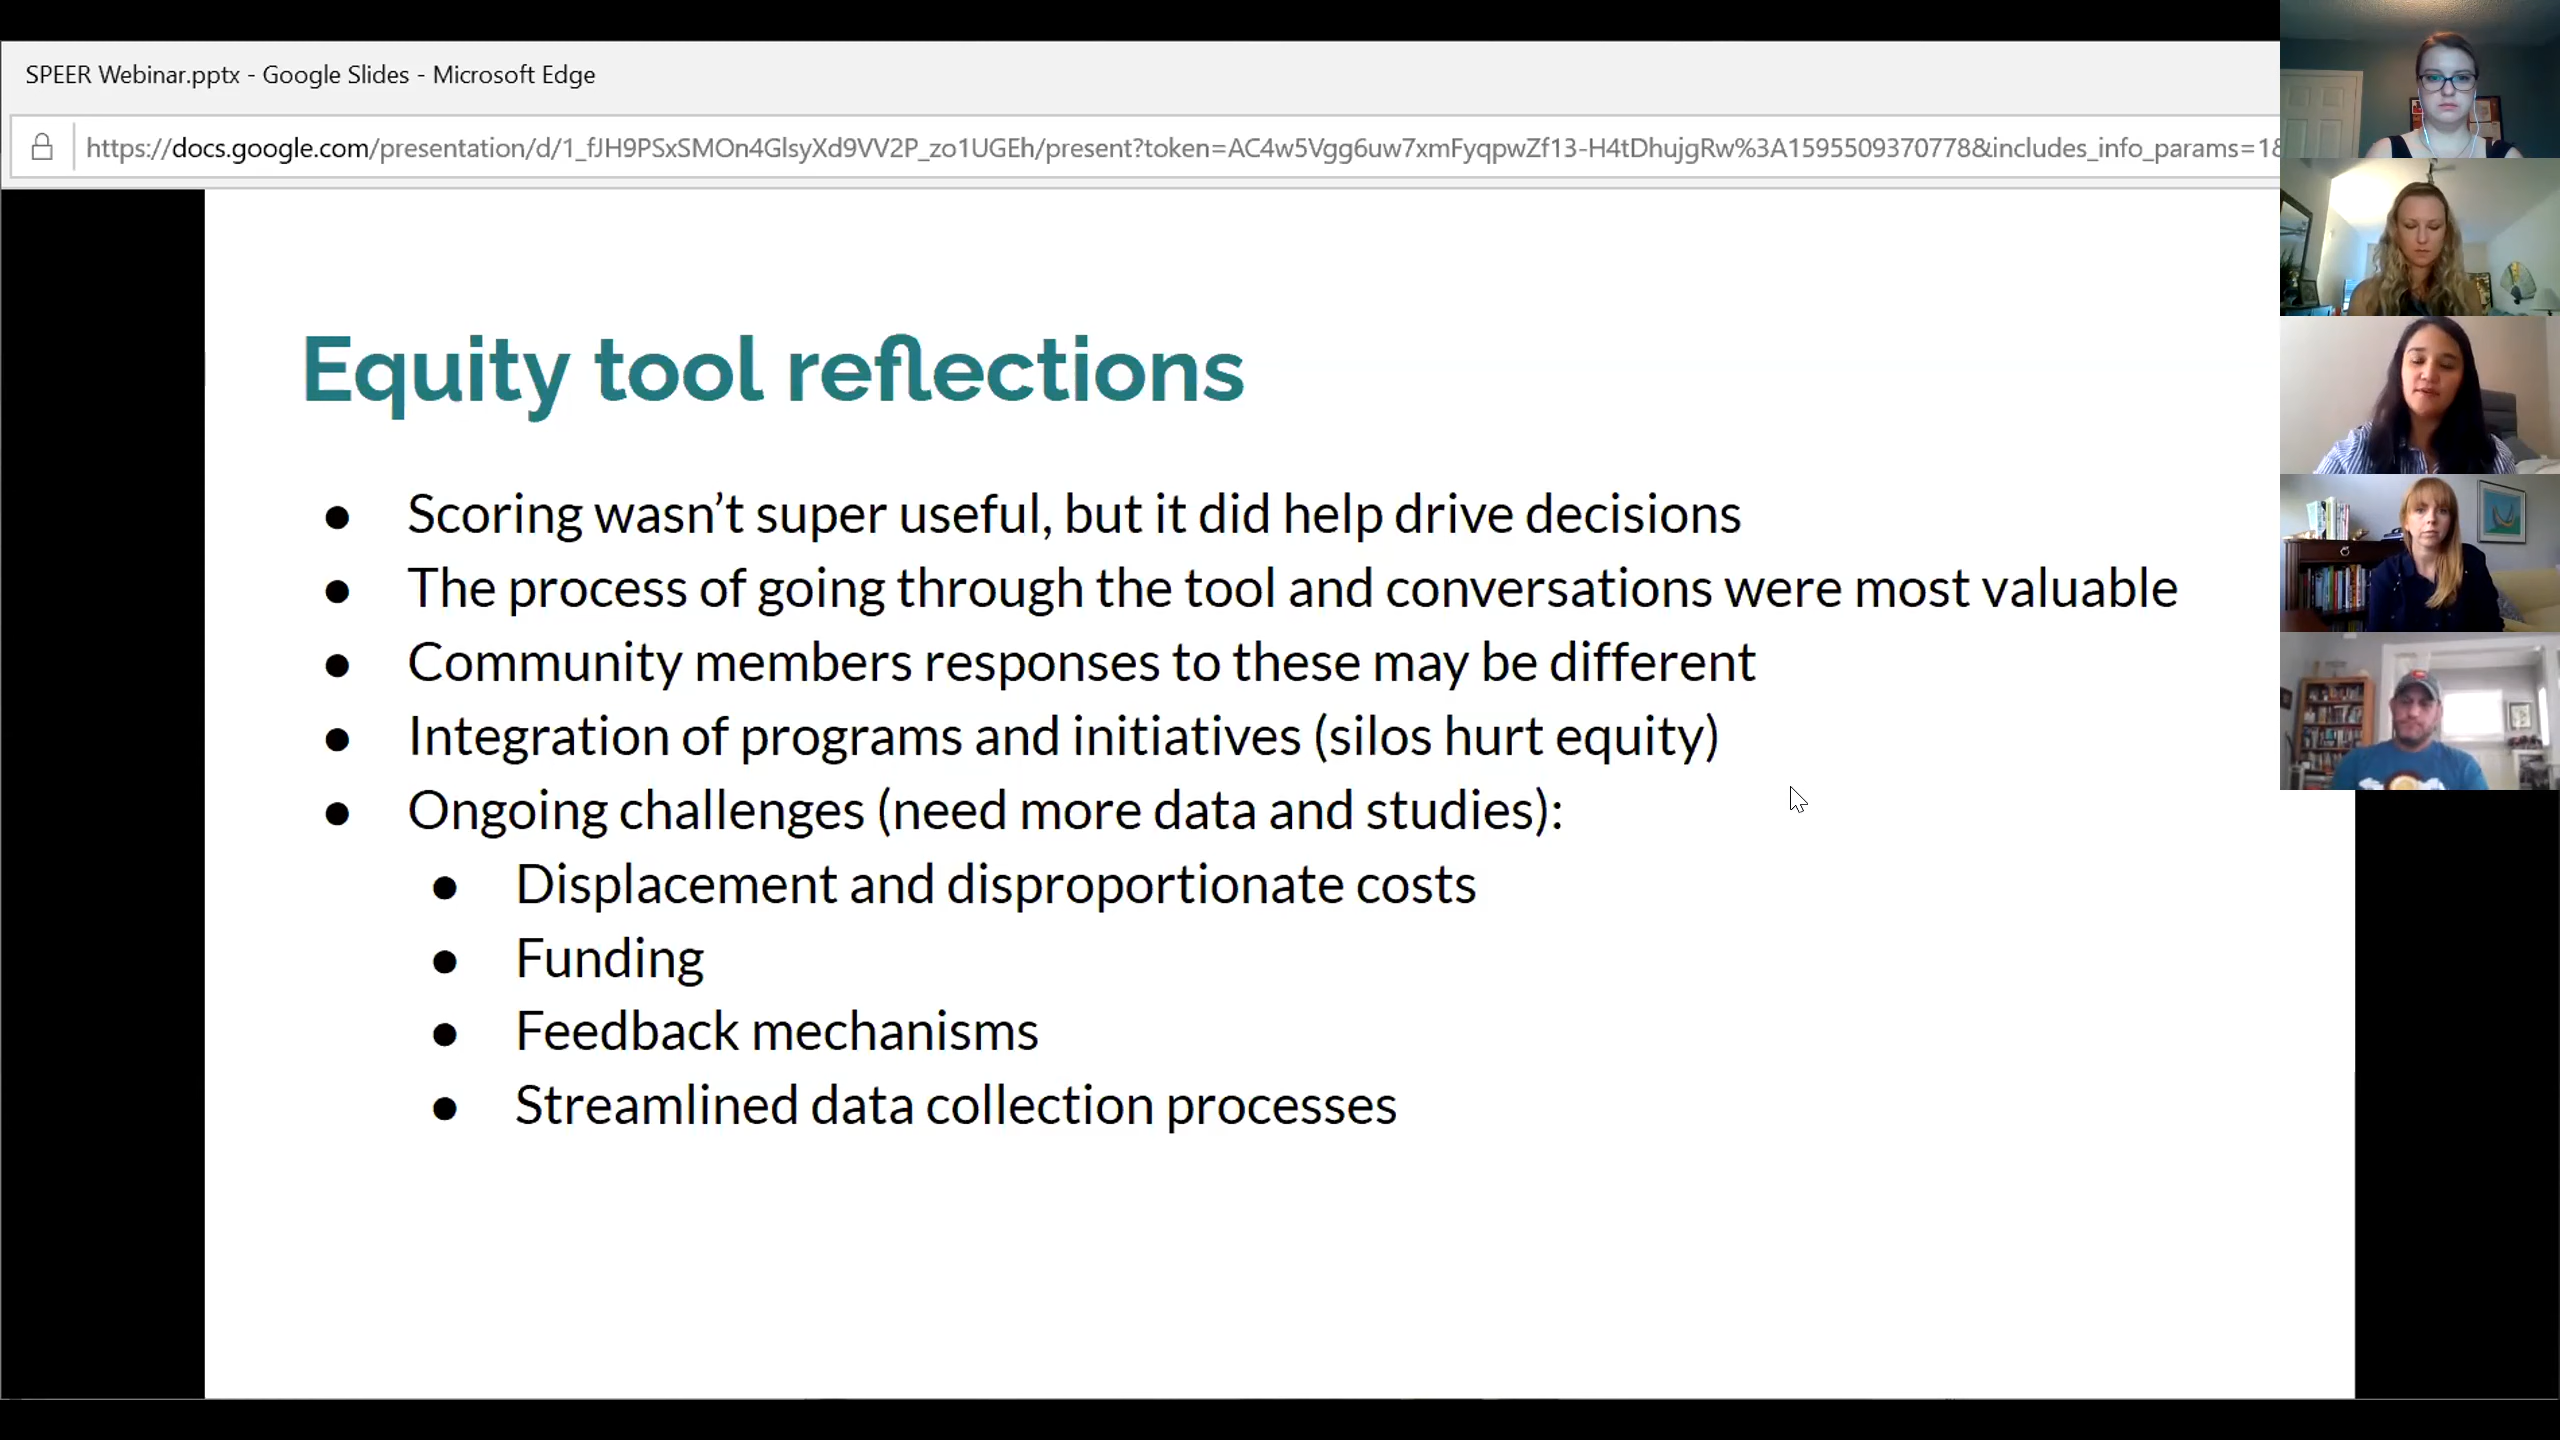 SPEER Webinar.pptx - Google Slides - Microsoft Edge
https://docs.google.com/presentation/d/1_fJH9PSxSMOn4GlsyXd9VV2P_zo1UGEh/present?token=AC4w5Vgg6uw7xmFyqpwZf13-H4tDhujgRw%3A1595509370778&includes_info_params=1&
Equity tool reflections
● Scoring wasn’t super useful, but it did help drive decisions
● The process of going through the tool and conversations were most valuable
● Community members responses to these may be different
● Integration of programs and initiatives (silos hurt equity)
● Ongoing challenges (need more data and studies):
● Displacement and disproportionate costs
● Funding
● Feedback mechanisms
● Streamlined data collection processes